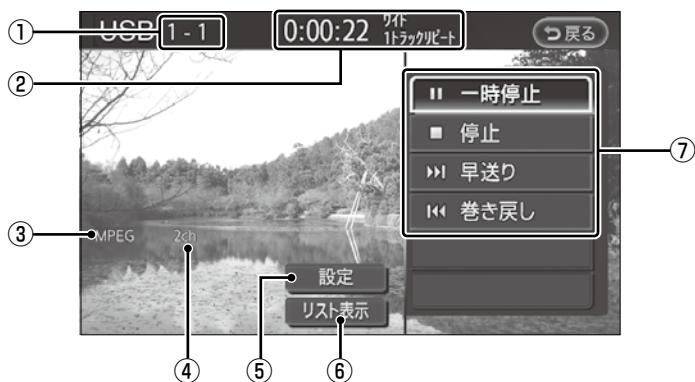 ① USB 1 - 1 0:00:22 ワイド 1トラックリピート 戻る
②
一時停止
停止
早送り ⑦
巻き戻し
③ MPEG 2ch
設定
リスト表示
④ ⑤ ⑥